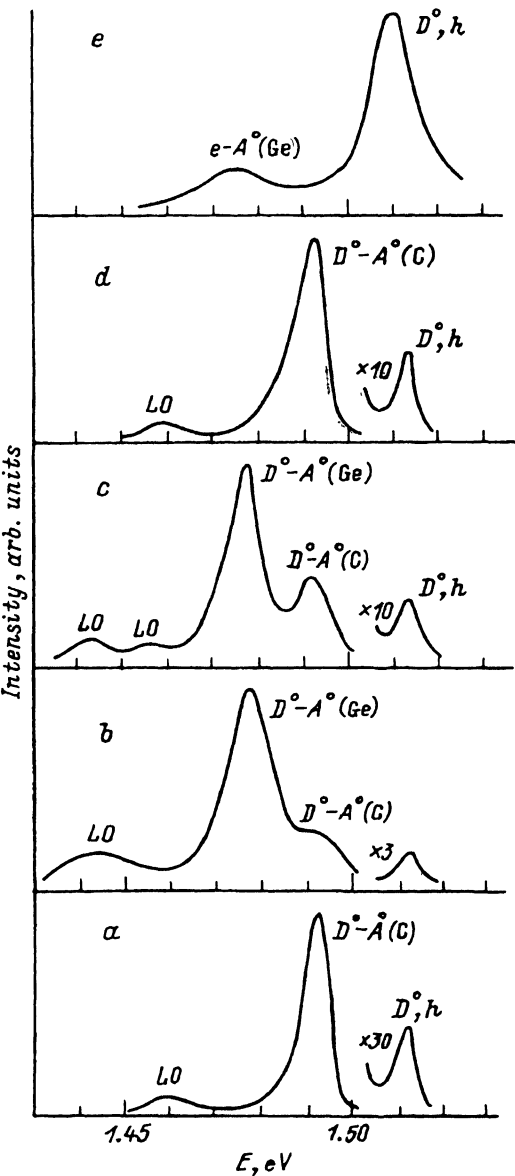 e
D°, h
e-A°(Ge)
d
D°-A°(C)
D°, h
×10
LO
c
D°-A°(Ge)
D°-A°(C)
D°, h
×10
LO
LO
b
D°-A°(Ge)
D°-A°(C)
LO
×3
a
D°-A°(C)
D°, h
×30
LO
1.45
1.50
E, eV
Intensity, arb. units